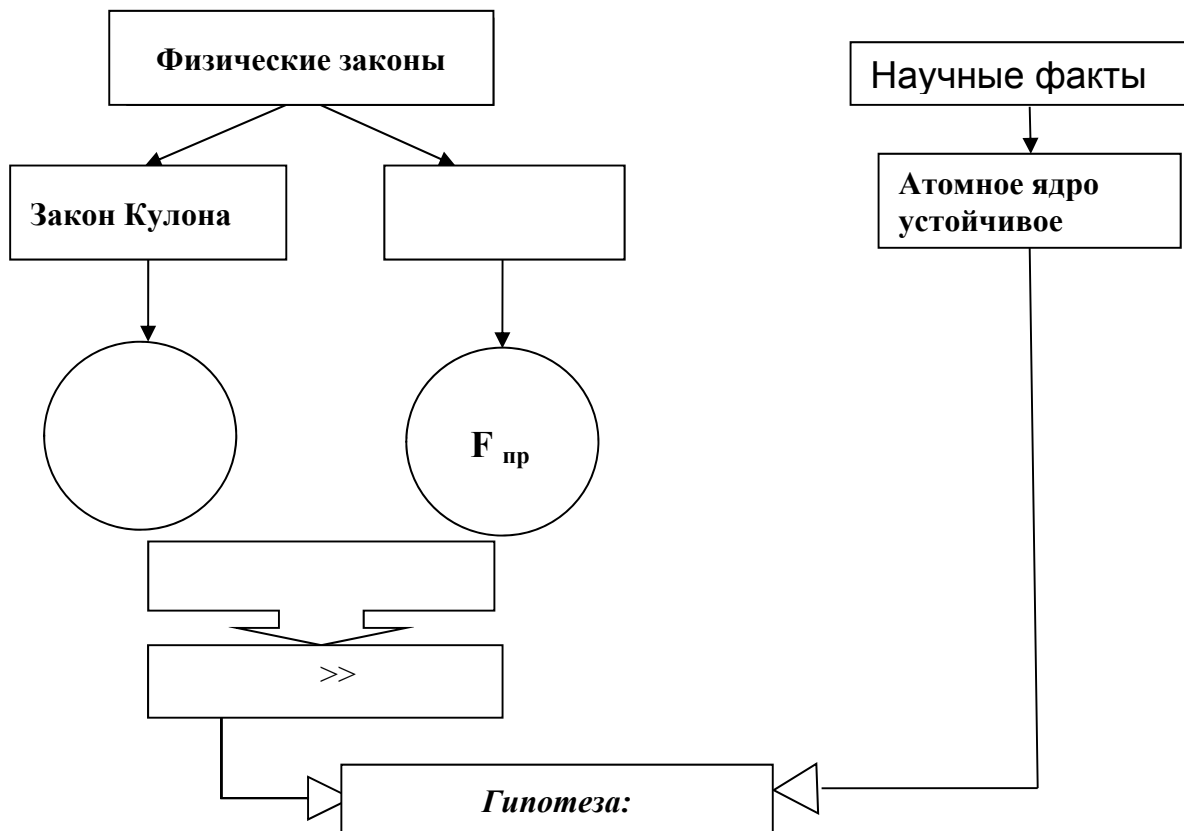 Физические законы
Научные факты
Закон Кулона
Атомное ядро
устойчивое
F пр
>>
Гипотеза: